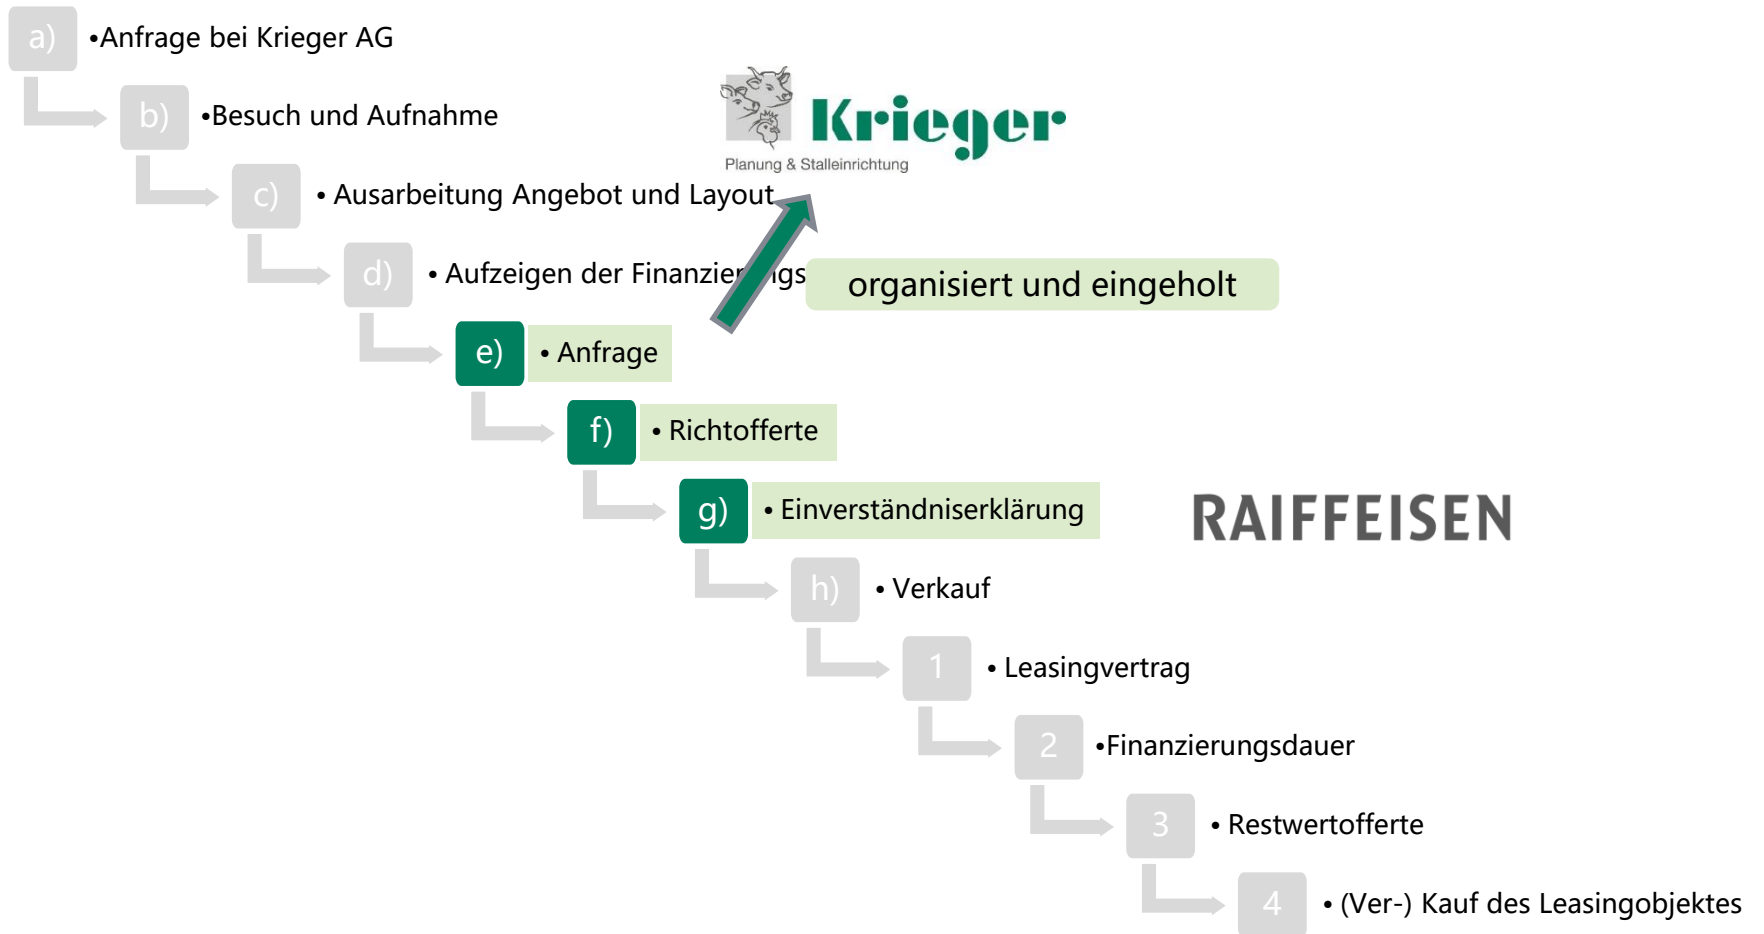 a) •Anfrage bei Krieger AG
b) •Besuch und Aufnahme
Krieger
Planung & Stalleinrichtung
c) • Ausarbeitung Angebot und Layout
d) • Aufzeigen der
organisiert und eingeholt
e) • Anfrage
f) • Richtofferte
g) • Einverständniserklärung
RAIFFEISEN
h) • Verkauf
1 • Leasingvertrag
2 •Finanzierungsdauer
3 • Restwertofferte
4 • (Ver-) Kauf des Leasingobjektes